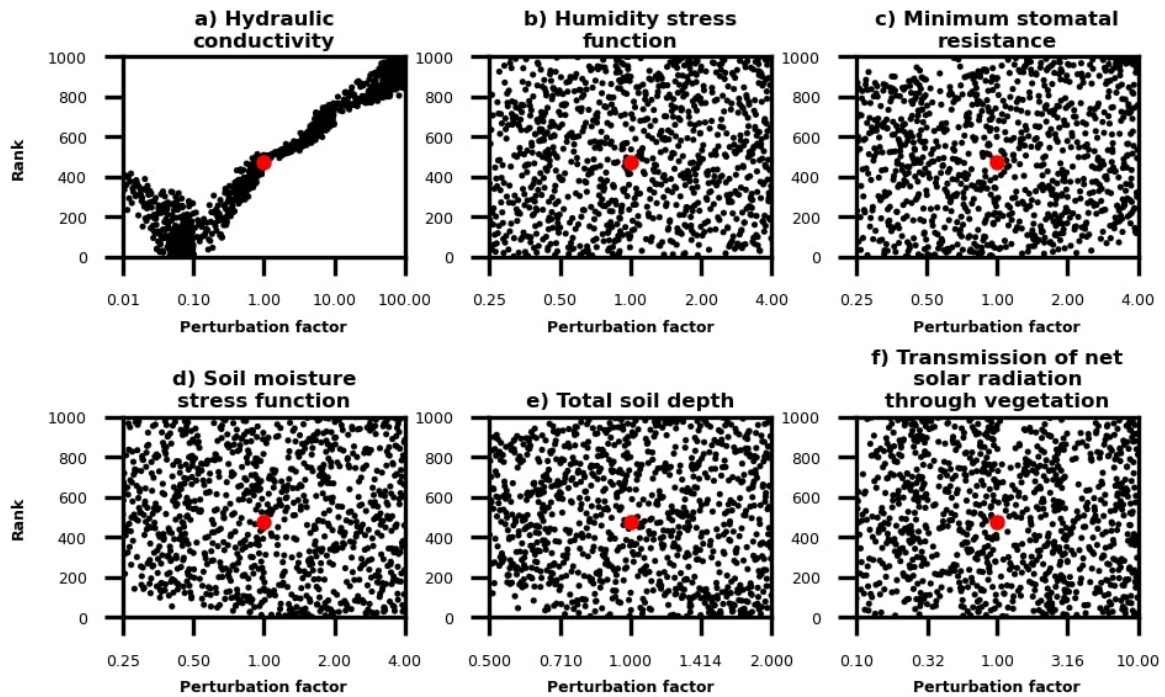 a) Hydraulic
conductivity
b) Humidity stress
function
c) Minimum stomatal
resistance
1000
800
600
400
200
0
Rank
0.01 0.10 1.00 10.00 100.00
Perturbation factor
1000
800
600
400
200
0
0.25 0.50 1.00 2.00 4.00
Perturbation factor
1000
800
600
400
200
0
0.25 0.50 1.00 2.00 4.00
Perturbation factor
d) Soil moisture
stress function
e) Total soil depth
f) Transmission of net
solar radiation
through vegetation
1000
800
600
400
200
0
Rank
0.25 0.50 1.00 2.00 4.00
Perturbation factor
1000
800
600
400
200
0
0.500 0.710 1.000 1.414 2.000
Perturbation factor
1000
800
600
400
200
0
0.10 0.32 1.00 3.16 10.00
Perturbation factor